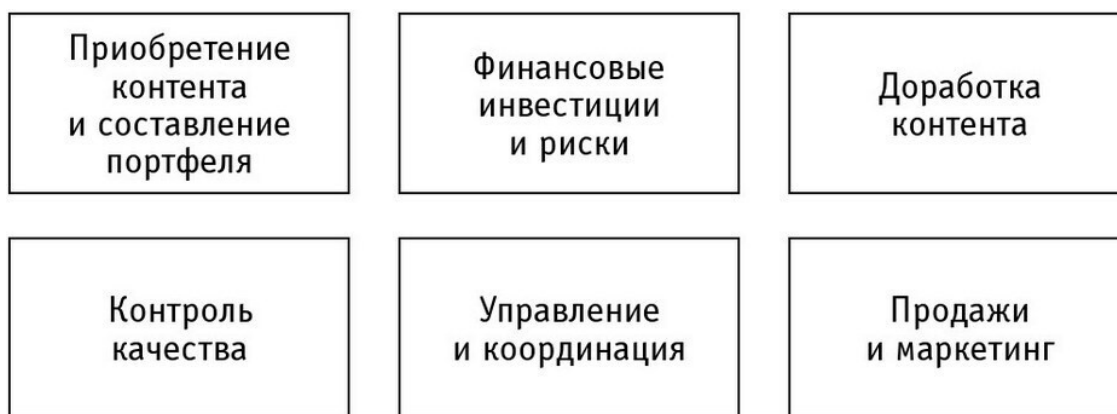 Приобретение
контента
и составление
портфеля
Финансовые
инвестиции
и риски
Доработка
контента
Контроль
качества
Управление
и координация
Продажи
и маркетинг